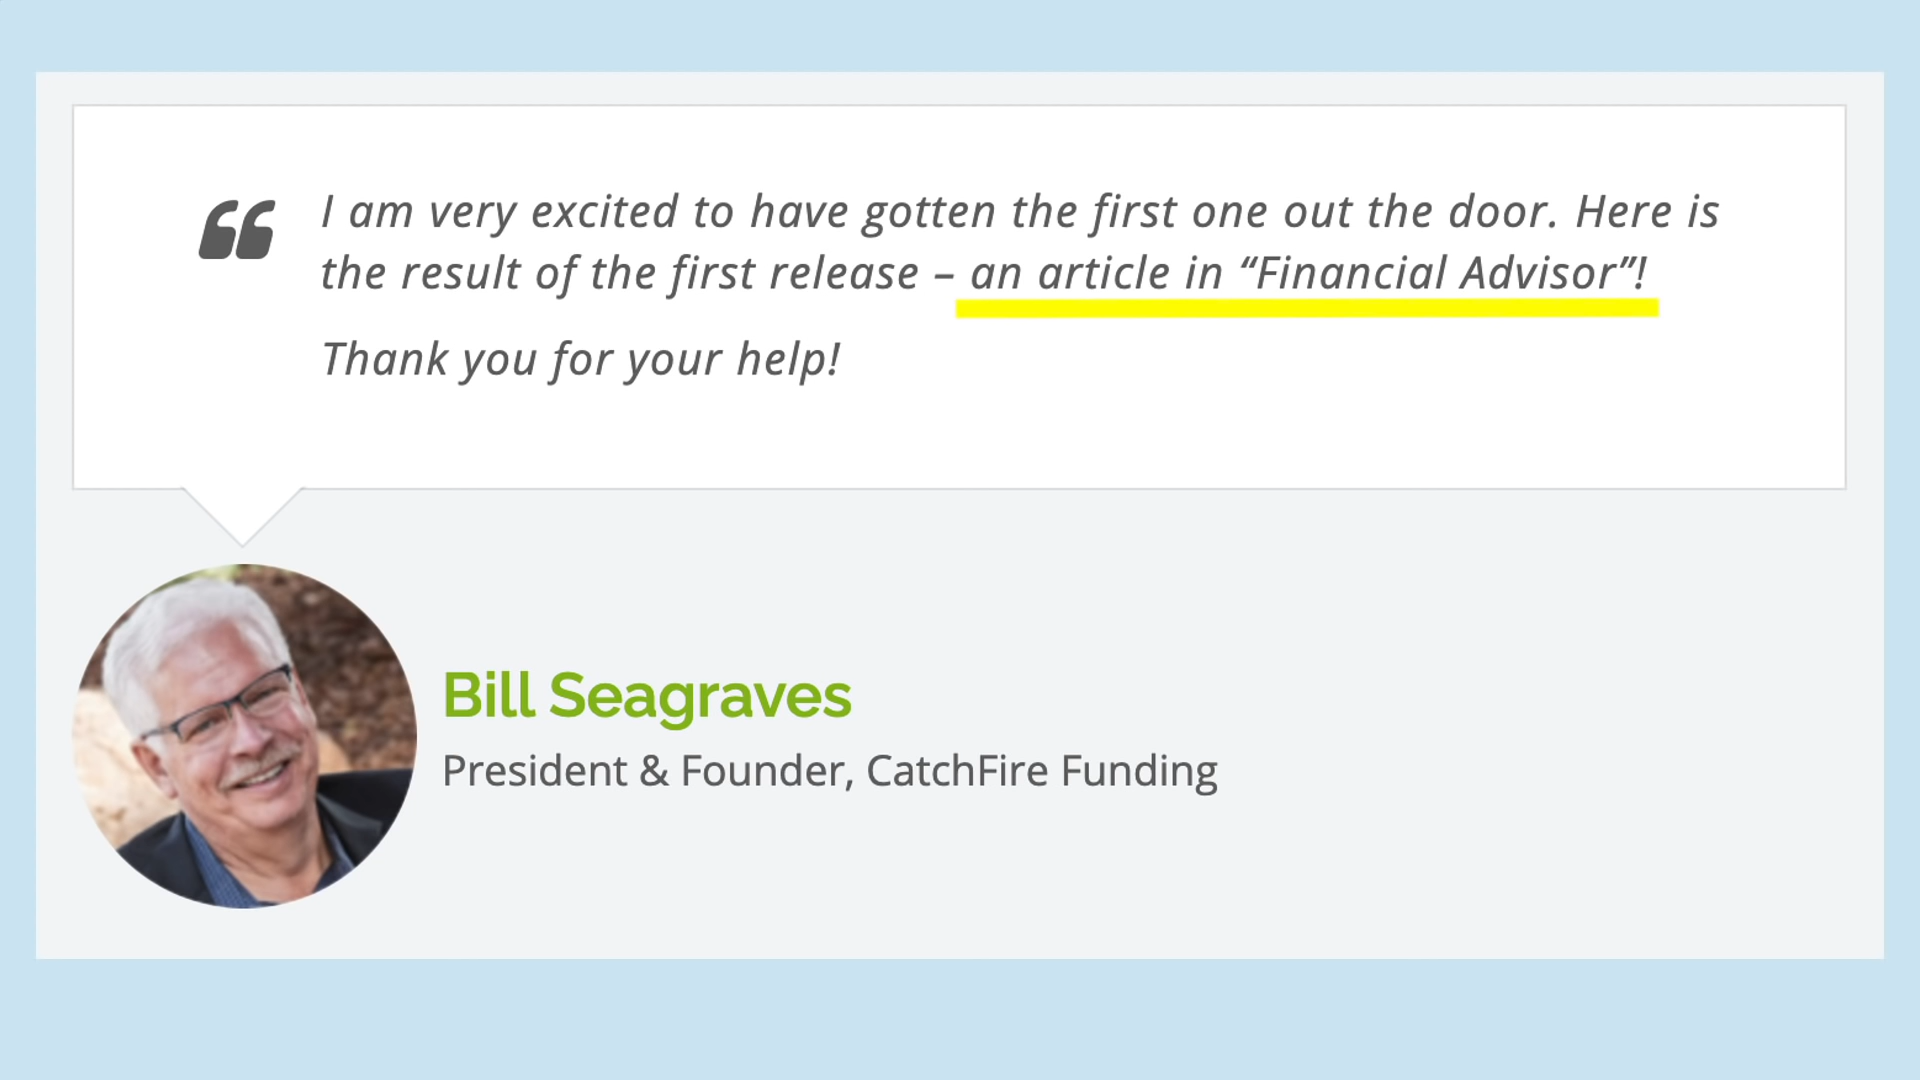 I am very excited to have gotten the first one out the door. Here is
the result of the first release – an article in “Financial Advisor”!
Thank you for your help!
Bill Seagraves
President & Founder, CatchFire Funding